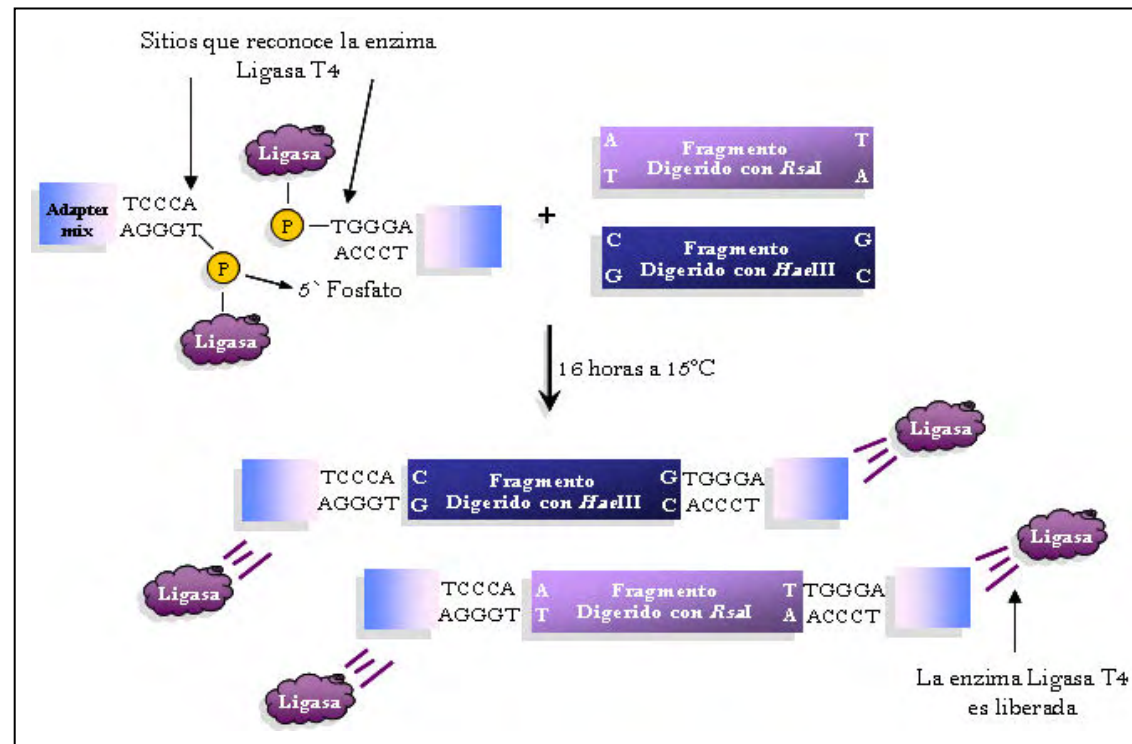 Sitios que reconoce la enzima
Ligasa T4
Ligasa
Adapter
mix
TCCCA
AGGGT
P
P
TGGGA
ACCCT
5` Fosfato
Ligasa
+
A T
Fragmento
Digerido con RsaI
T A
C G
Fragmento
Digerido con HaeIII
G C
16 horas a 15°C
Ligasa
TCCCA C Fragmento G TGGGA
AGGGT G Digerido con HaeIII C ACCCT
Ligasa
Ligasa
TCCCA A Fragmento T TGGGA
AGGGT T Digerido con RsaI A ACCCT
Ligasa
La enzima Ligasa T4
es liberada